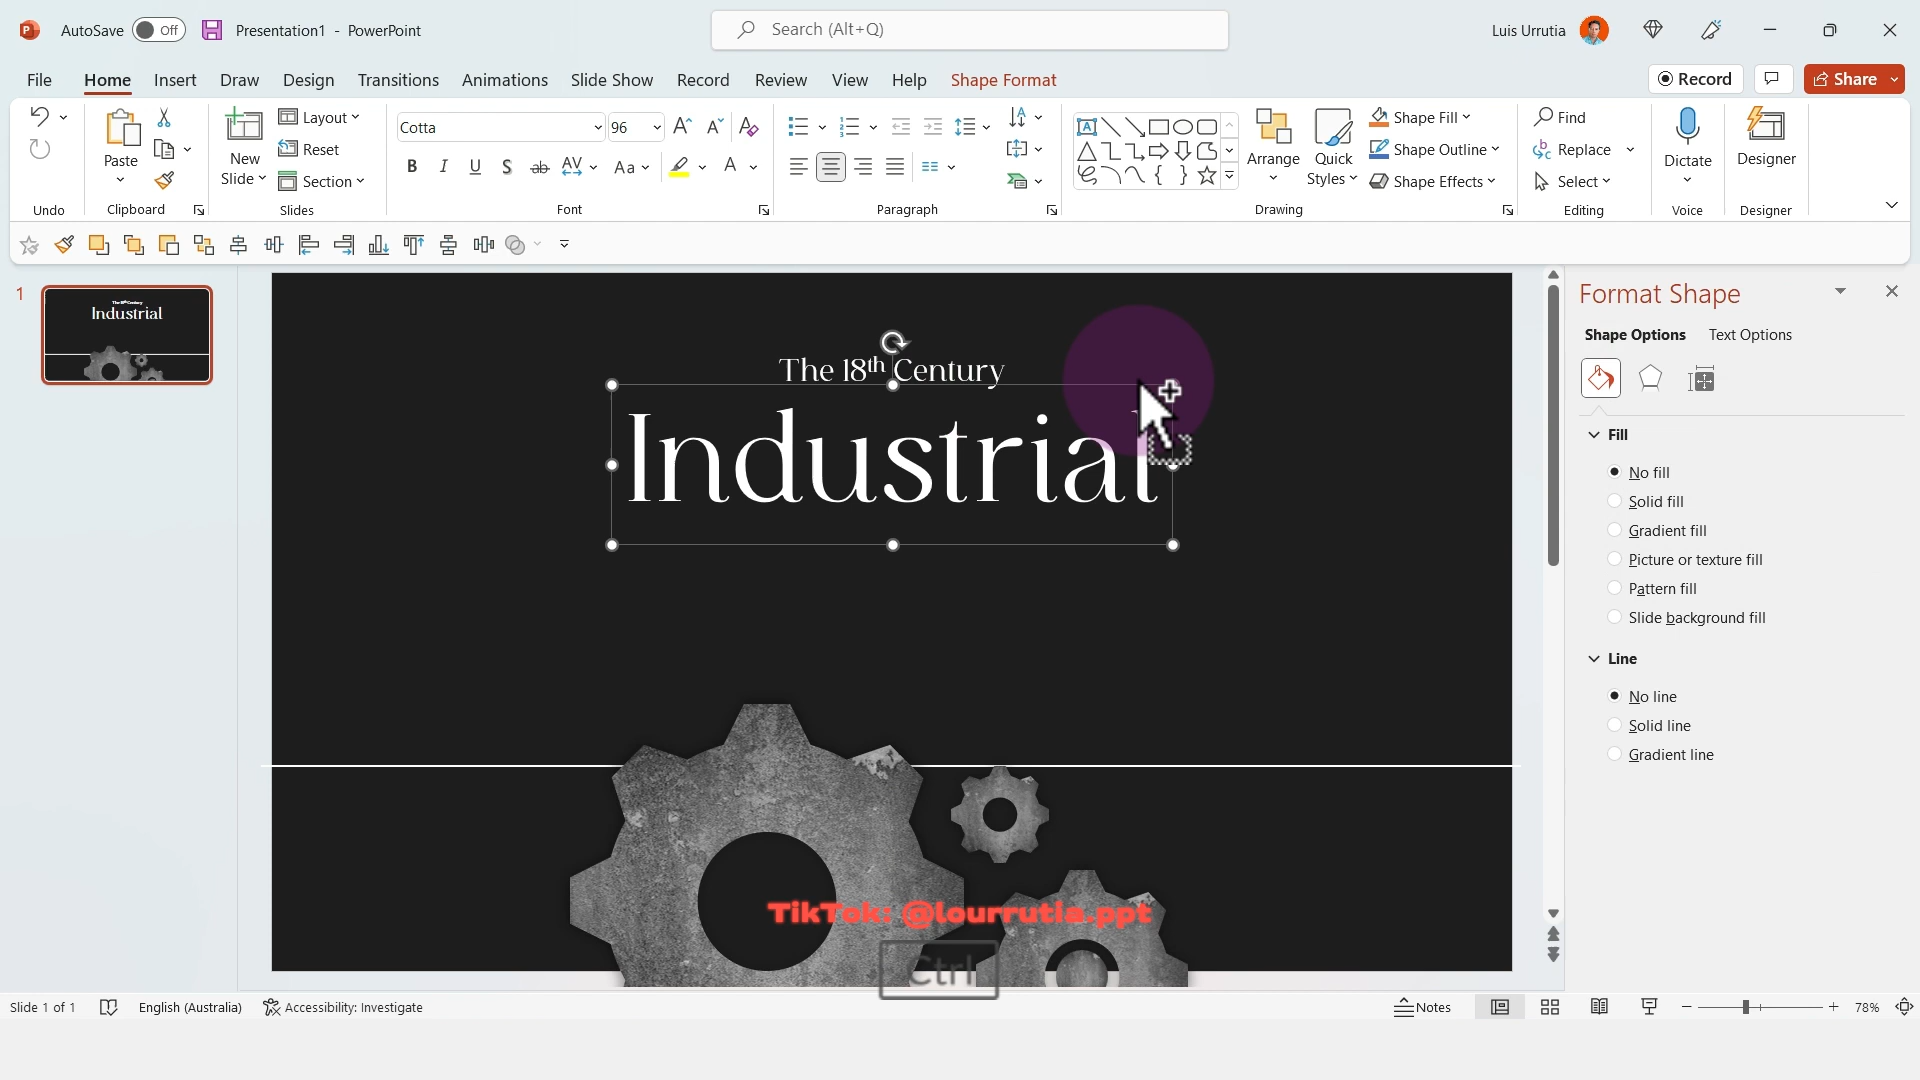 AutoSave Off Presentation1 - PowerPoint Search (Alt+Q) Luis Urrutia
File Home Insert Draw Design Transitions Animations Slide Show Record Review View Help Shape Format Record Share
Cotta 96
Paste
New Slide
Layout
Reset
Section
Arrange
Quick Styles
Shape Fill
Shape Outline
Shape Effects
Find
Replace
Select
Dictate
Designer
Undo Clipboard Slides Font Paragraph Drawing Editing Voice Designer
1
The 18th Century
Industrial
The 18th Century
Industrial
TikTok: @lourrutia.ppt
Ctrl
Format Shape
Shape Options Text Options
Fill
No fill
Solid fill
Gradient fill
Picture or texture fill
Pattern fill
Slide background fill
Line
No line
Solid line
Gradient line
Slide 1 of 1 English (Australia) Accessibility: Investigate Notes 78%